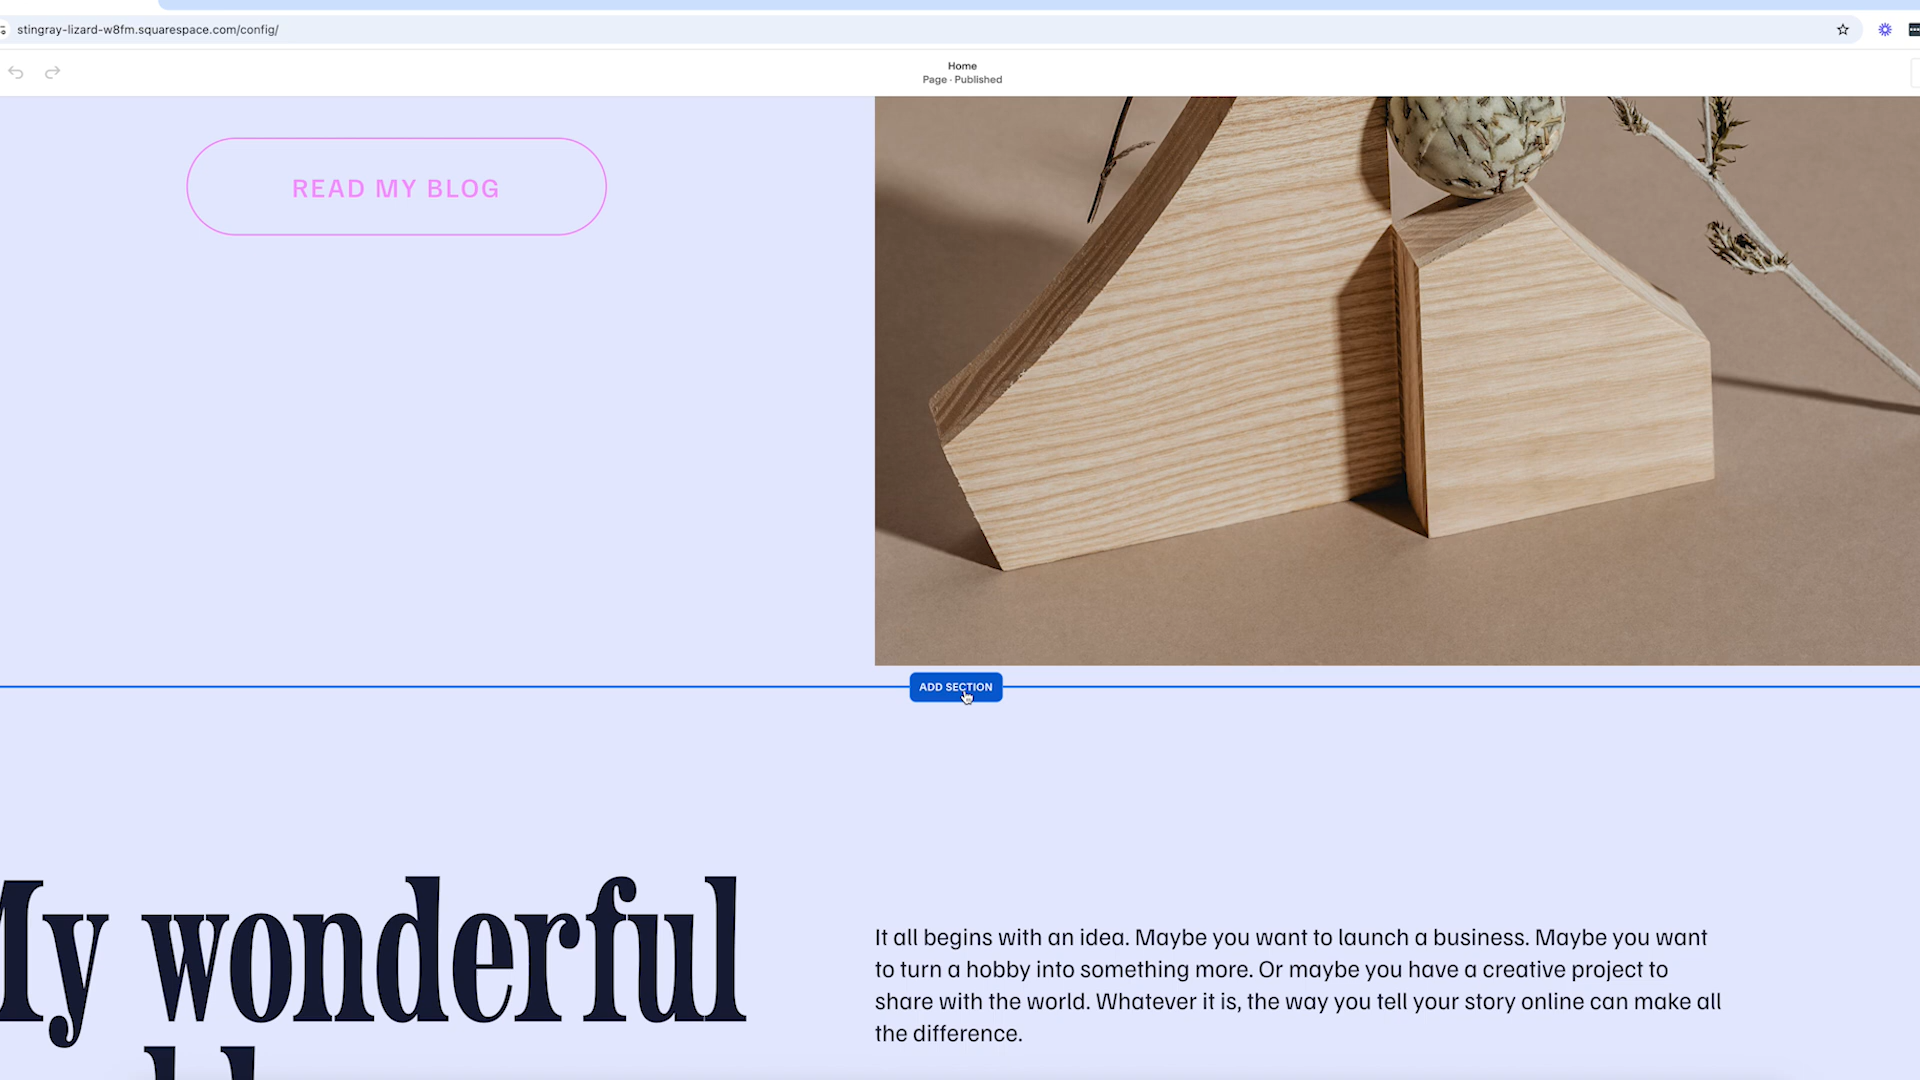 stingray-lizard-w8fm.squarespace.com/config/
Home
Page · Published
READ MY BLOG
ADD SECTION
My wonderful
It all begins with an idea. Maybe you want to launch a business. Maybe you want
to turn a hobby into something more. Or maybe you have a creative project to
share with the world. Whatever it is, the way you tell your story online can make all
the difference.